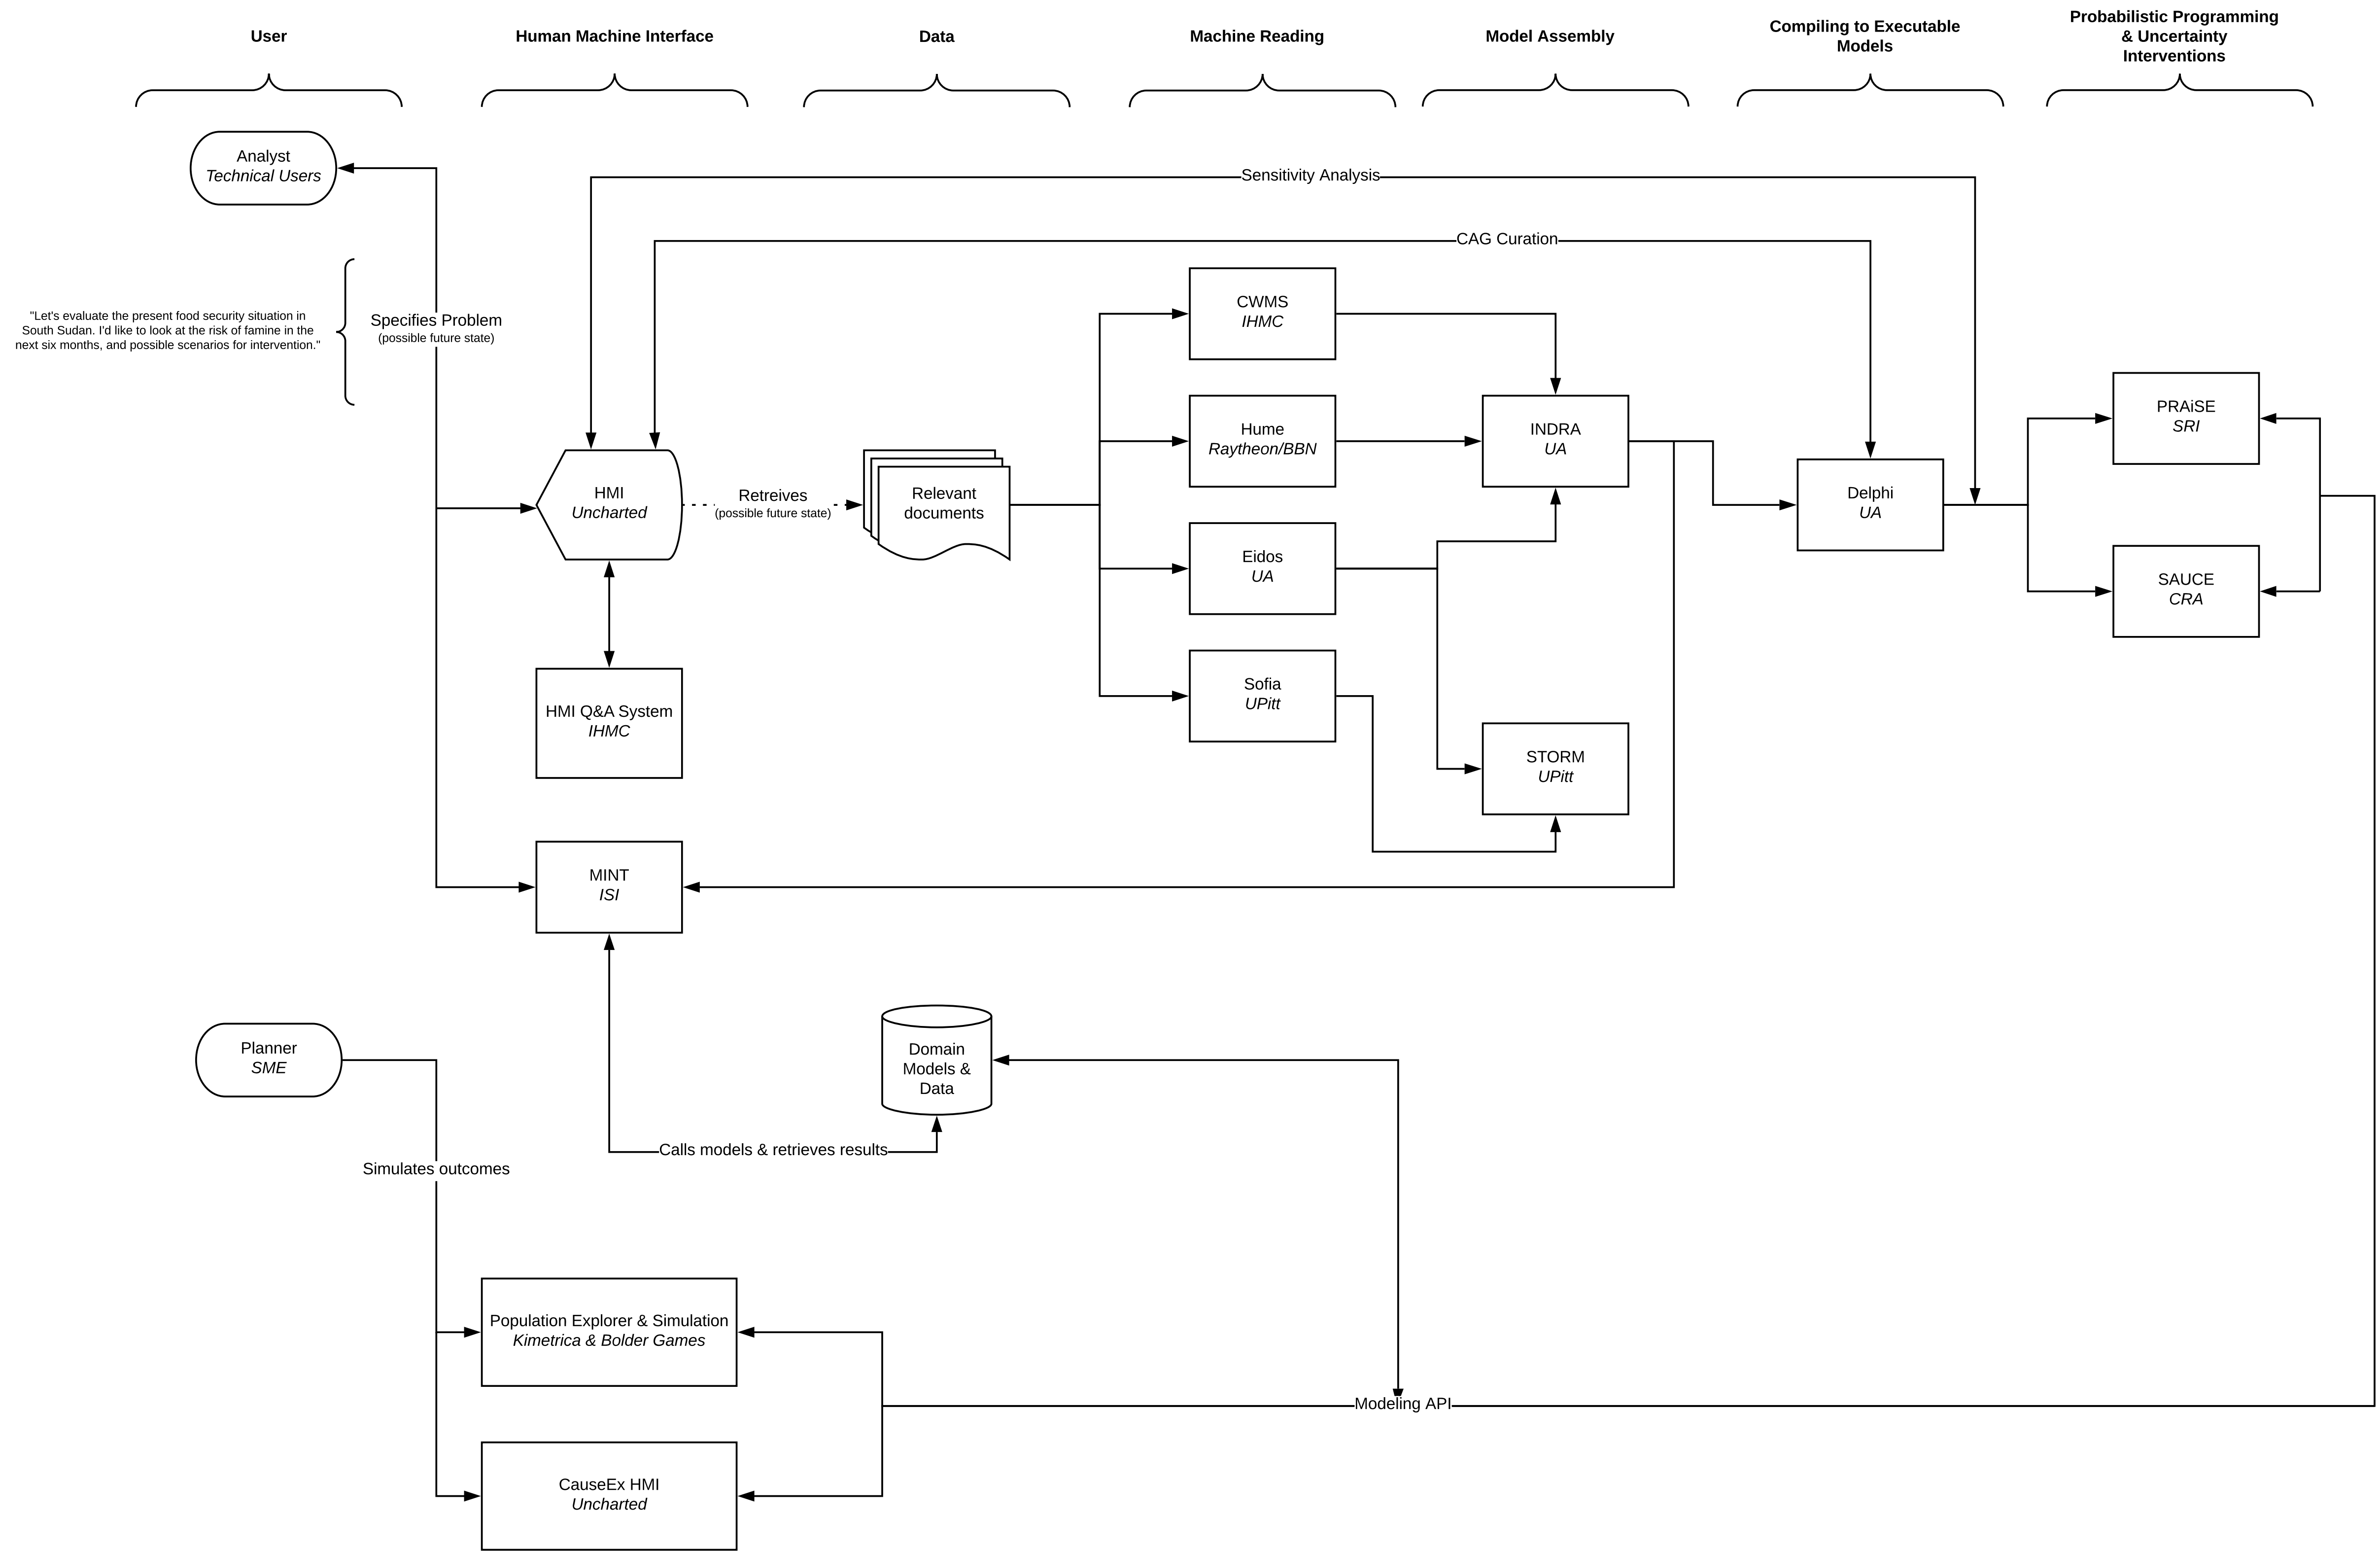 User
Human Machine Interface
Data
Machine Reading
Model Assembly
Compiling to Executable
Models
Probabilistic Programming
& Uncertainty
Interventions
Analyst
Technical Users
Sensitivity Analysis
CAG Curation
"Let's evaluate the present food security situation in
South Sudan. I'd like to look at the risk of famine in the
next six months, and possible scenarios for intervention."
Specifies Problem
(possible future state)
HMI
Uncharted
Retreives
(possible future state)
Relevant
documents
CWMS
IHMC
Hume
Raytheon/BBN
Eidos
UA
Sofia
UPitt
INDRA
UA
STORM
UPitt
Delphi
UA
PRAiSE
SRI
SAUCE
CRA
HMI Q&A System
IHMC
MINT
ISI
Planner
SME
Domain
Models &
Data
Calls models & retrieves results
Simulates outcomes
Population Explorer & Simulation
Kimetrica & Bolder Games
Modeling API
CauseEx HMI
Uncharted